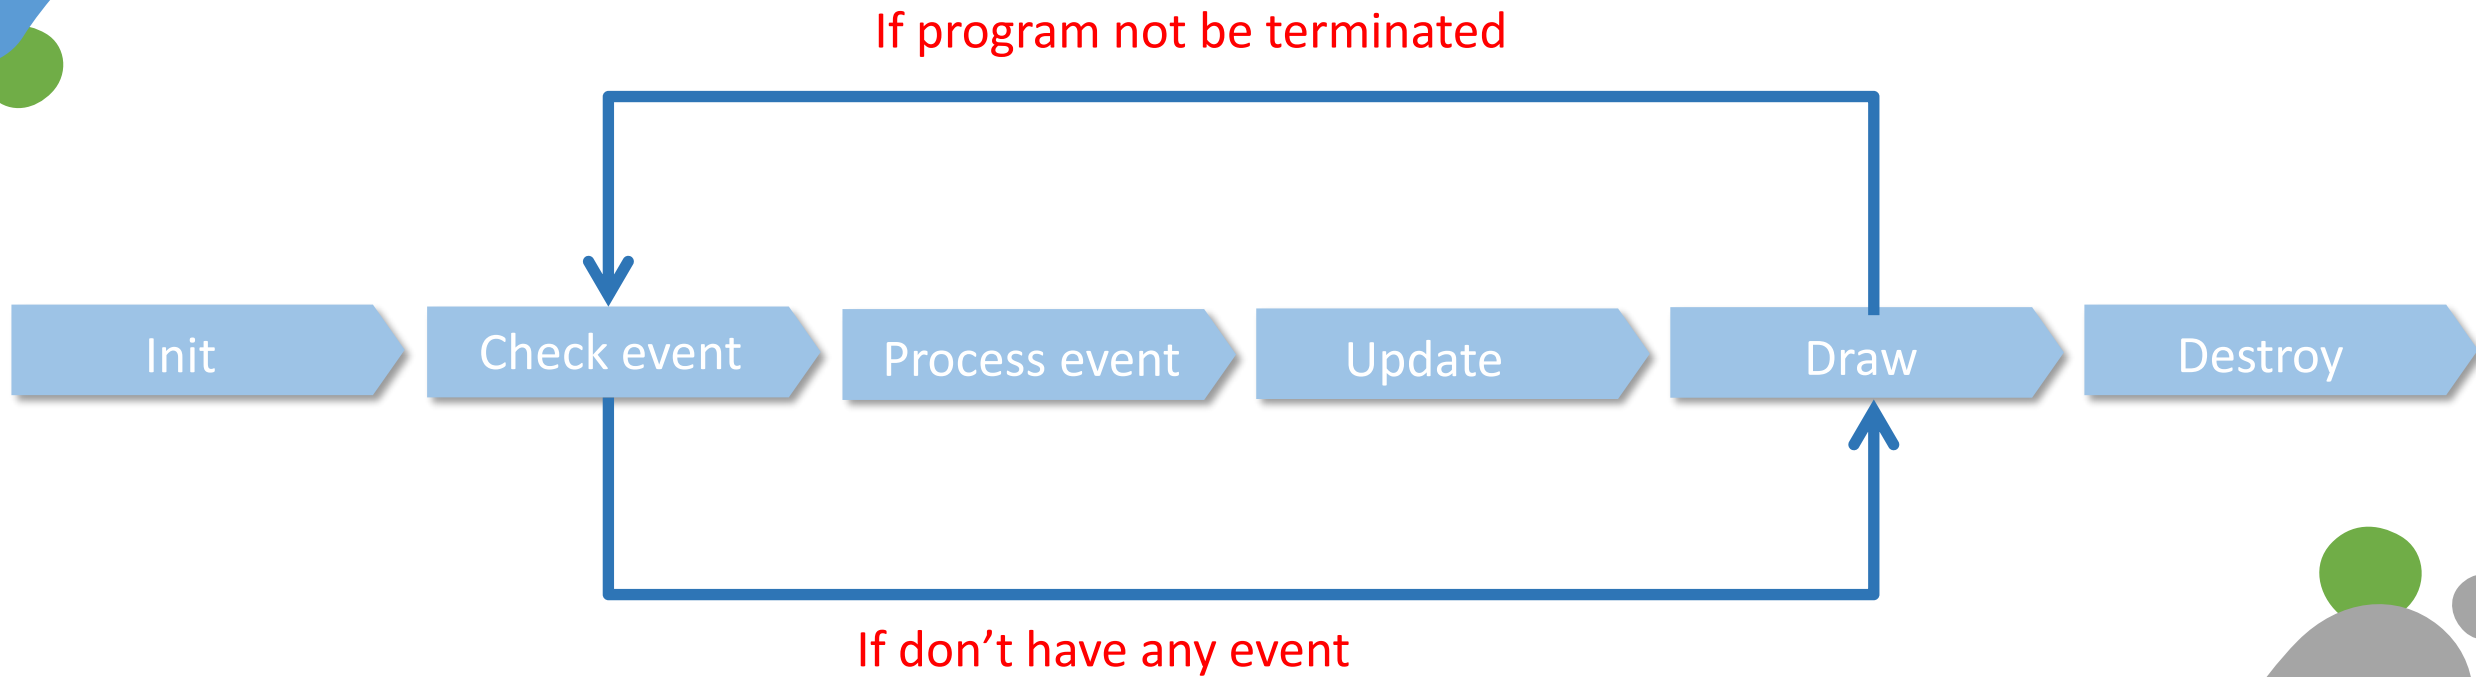 If program not be terminated
Init
Check event
Process event
Update
Draw
Destroy
If don’t have any event